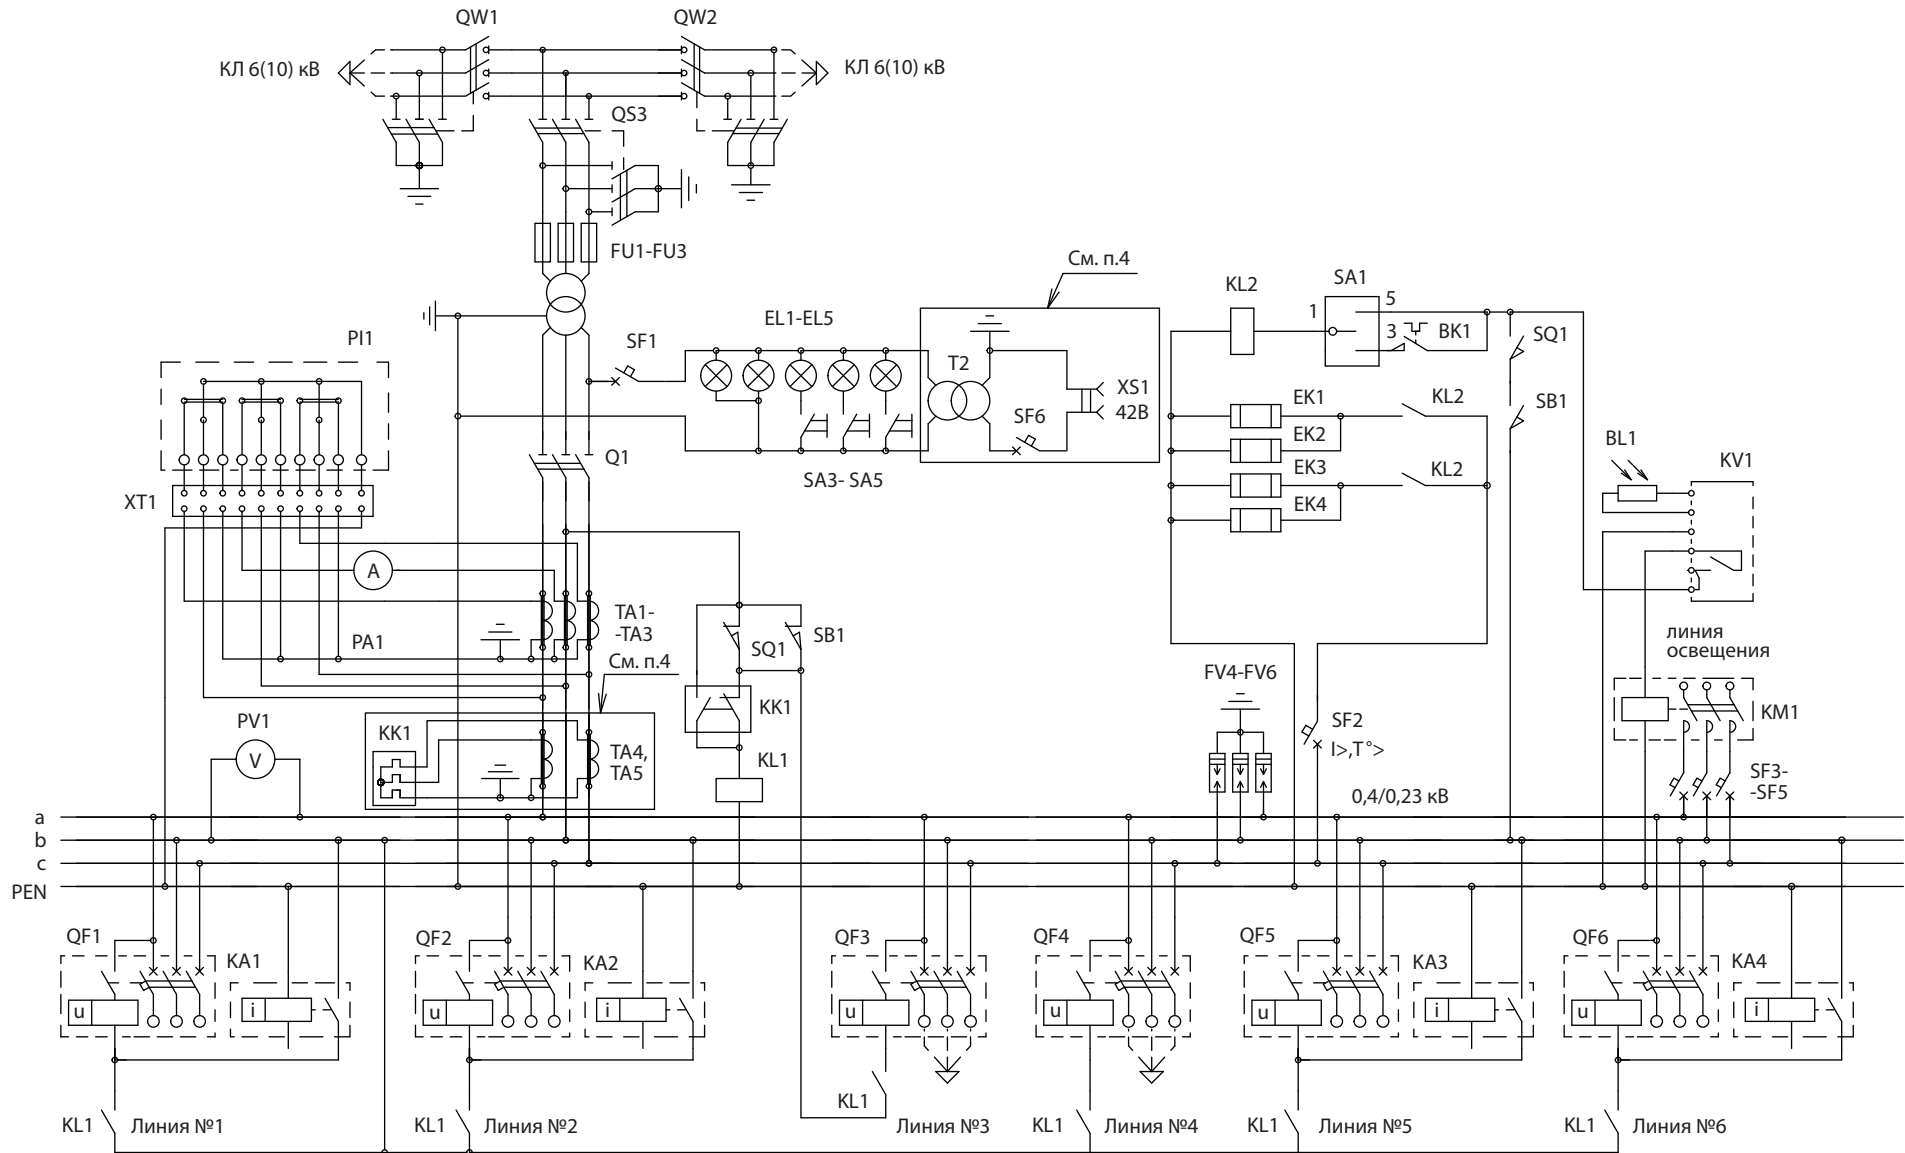 QW1
QW2
КЛ 6(10) кВ
КЛ 6(10) кВ
QS3
FU1-FU3
См. п.4
KL2
SA1
1
5
3
BK1
SQ1
EL1-EL5
SF1
PI1
T2
XS1
42В
SF6
EK1
KL2
SB1
EK2
EK3
KL2
EK4
BL1
KV1
Q1
SA3- SA5
XT1
A
TA1-
-TA3
PA1
SQ1
SB1
См. п.4
линия
освещения
FV4-FV6
KK1
KM1
PV1
V
KK1
TA4,
TA5
KL1
SF2
I>,T°>
SF3-
-SF5
0,4/0,23 кВ
a
b
c
PEN
QF1
KA1
QF2
KA2
QF3
QF4
QF5
KA3
QF6
KA4
u
i
u
i
u
u
u
i
u
i
KL1
KL1
Линия №1
KL1
Линия №2
Линия №3
KL1
Линия №4
KL1
Линия №5
KL1
Линия №6